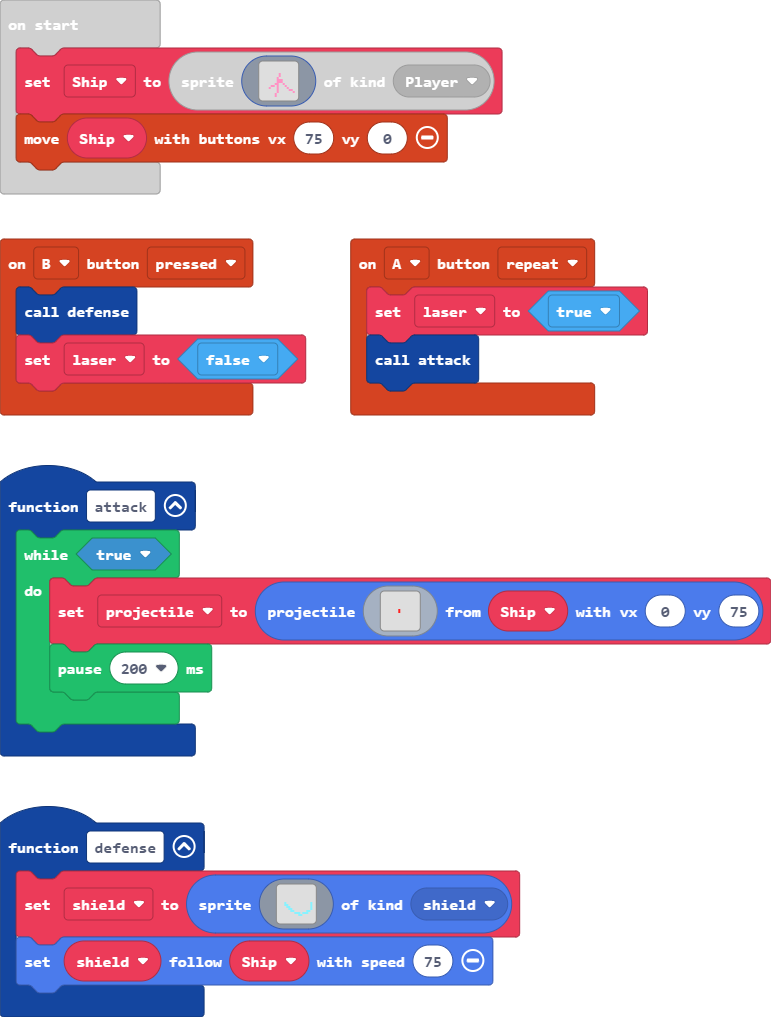 on start
set Ship to sprite of kind Player
move Ship with buttons vx 75 vy 0
on B button pressed
call defense
set laser to false
on A button repeat
set laser to true
call attack
function attack
while true
do
set projectile to projectile from Ship with vx 0 vy 75
pause 200 ms
function defense
set shield to sprite of kind shield
set shield follow Ship with speed 75